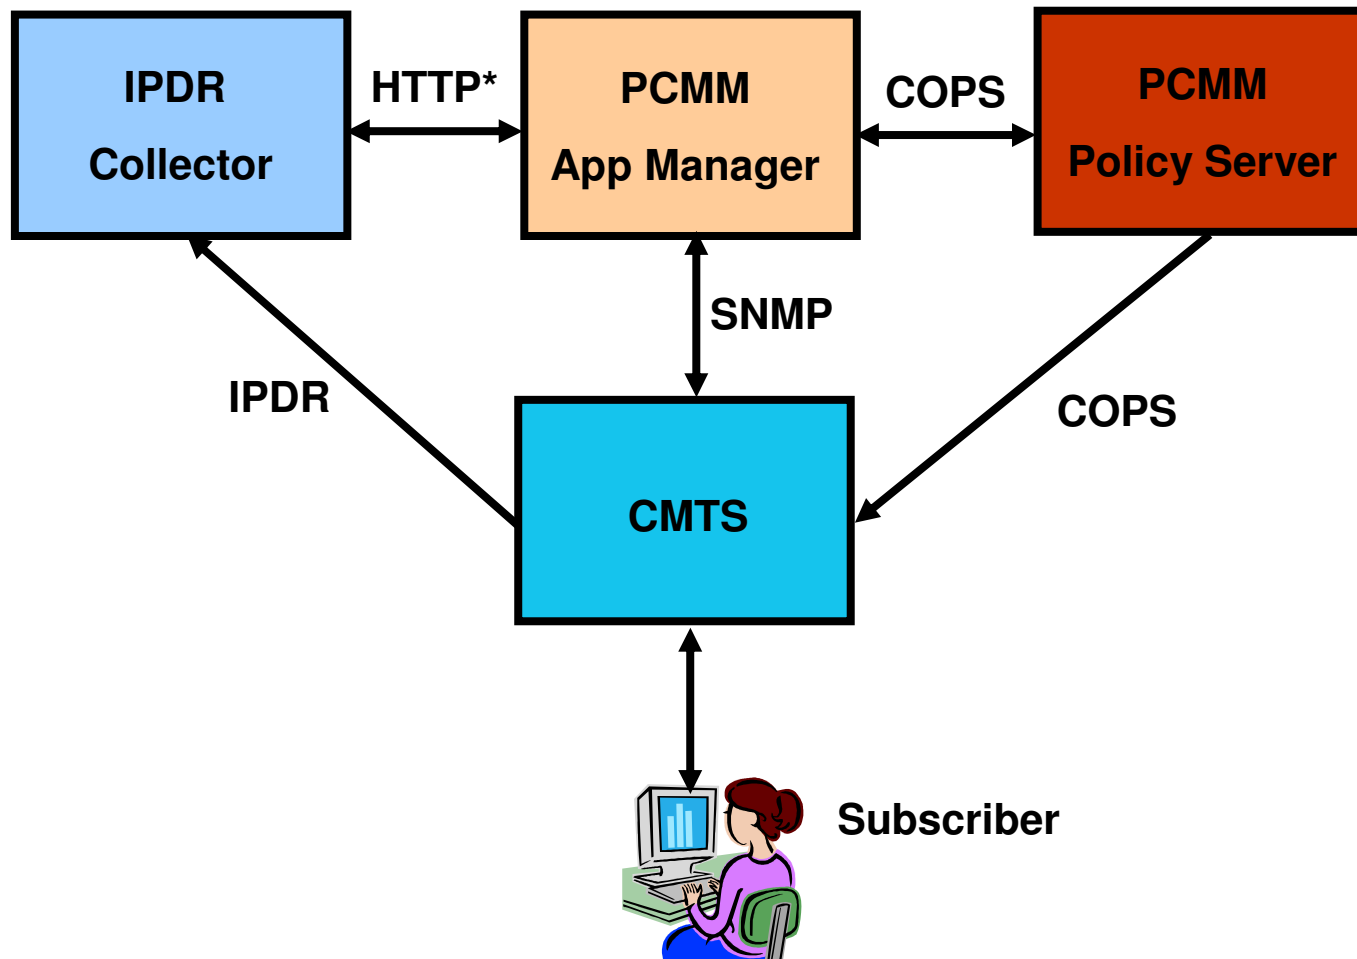 IPDR
Collector
HTTP*
PCMM
App Manager
COPS
PCMM
Policy Server
SNMP
IPDR
COPS
CMTS
Subscriber